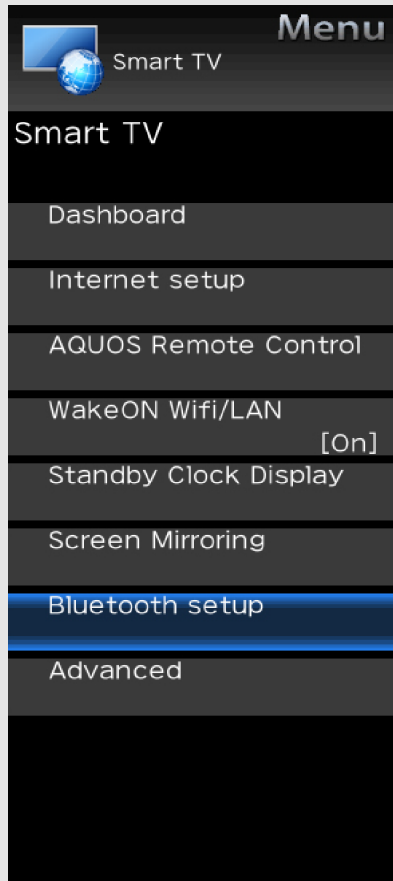 Menu
Smart TV
Smart TV
Dashboard
Internet setup
AQUOS Remote Control
WakeON Wifi/LAN
[On]
Standby Clock Display
Screen Mirroring
Bluetooth setup
Advanced